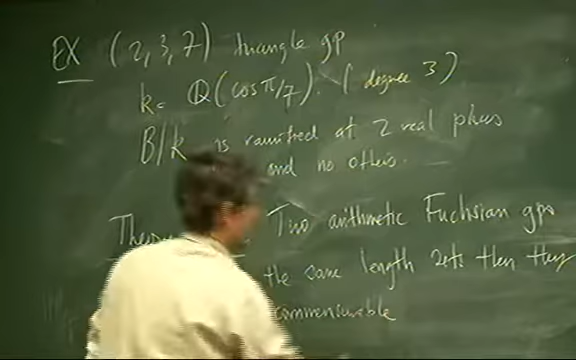 EX (2,3,7) triangle gp
k = Q(cos π/7). (degree 3)
B/k is ramified at 2 real places
and no others.
Two arithmetic Fuchsian gps
the same length sets then they
commensurable